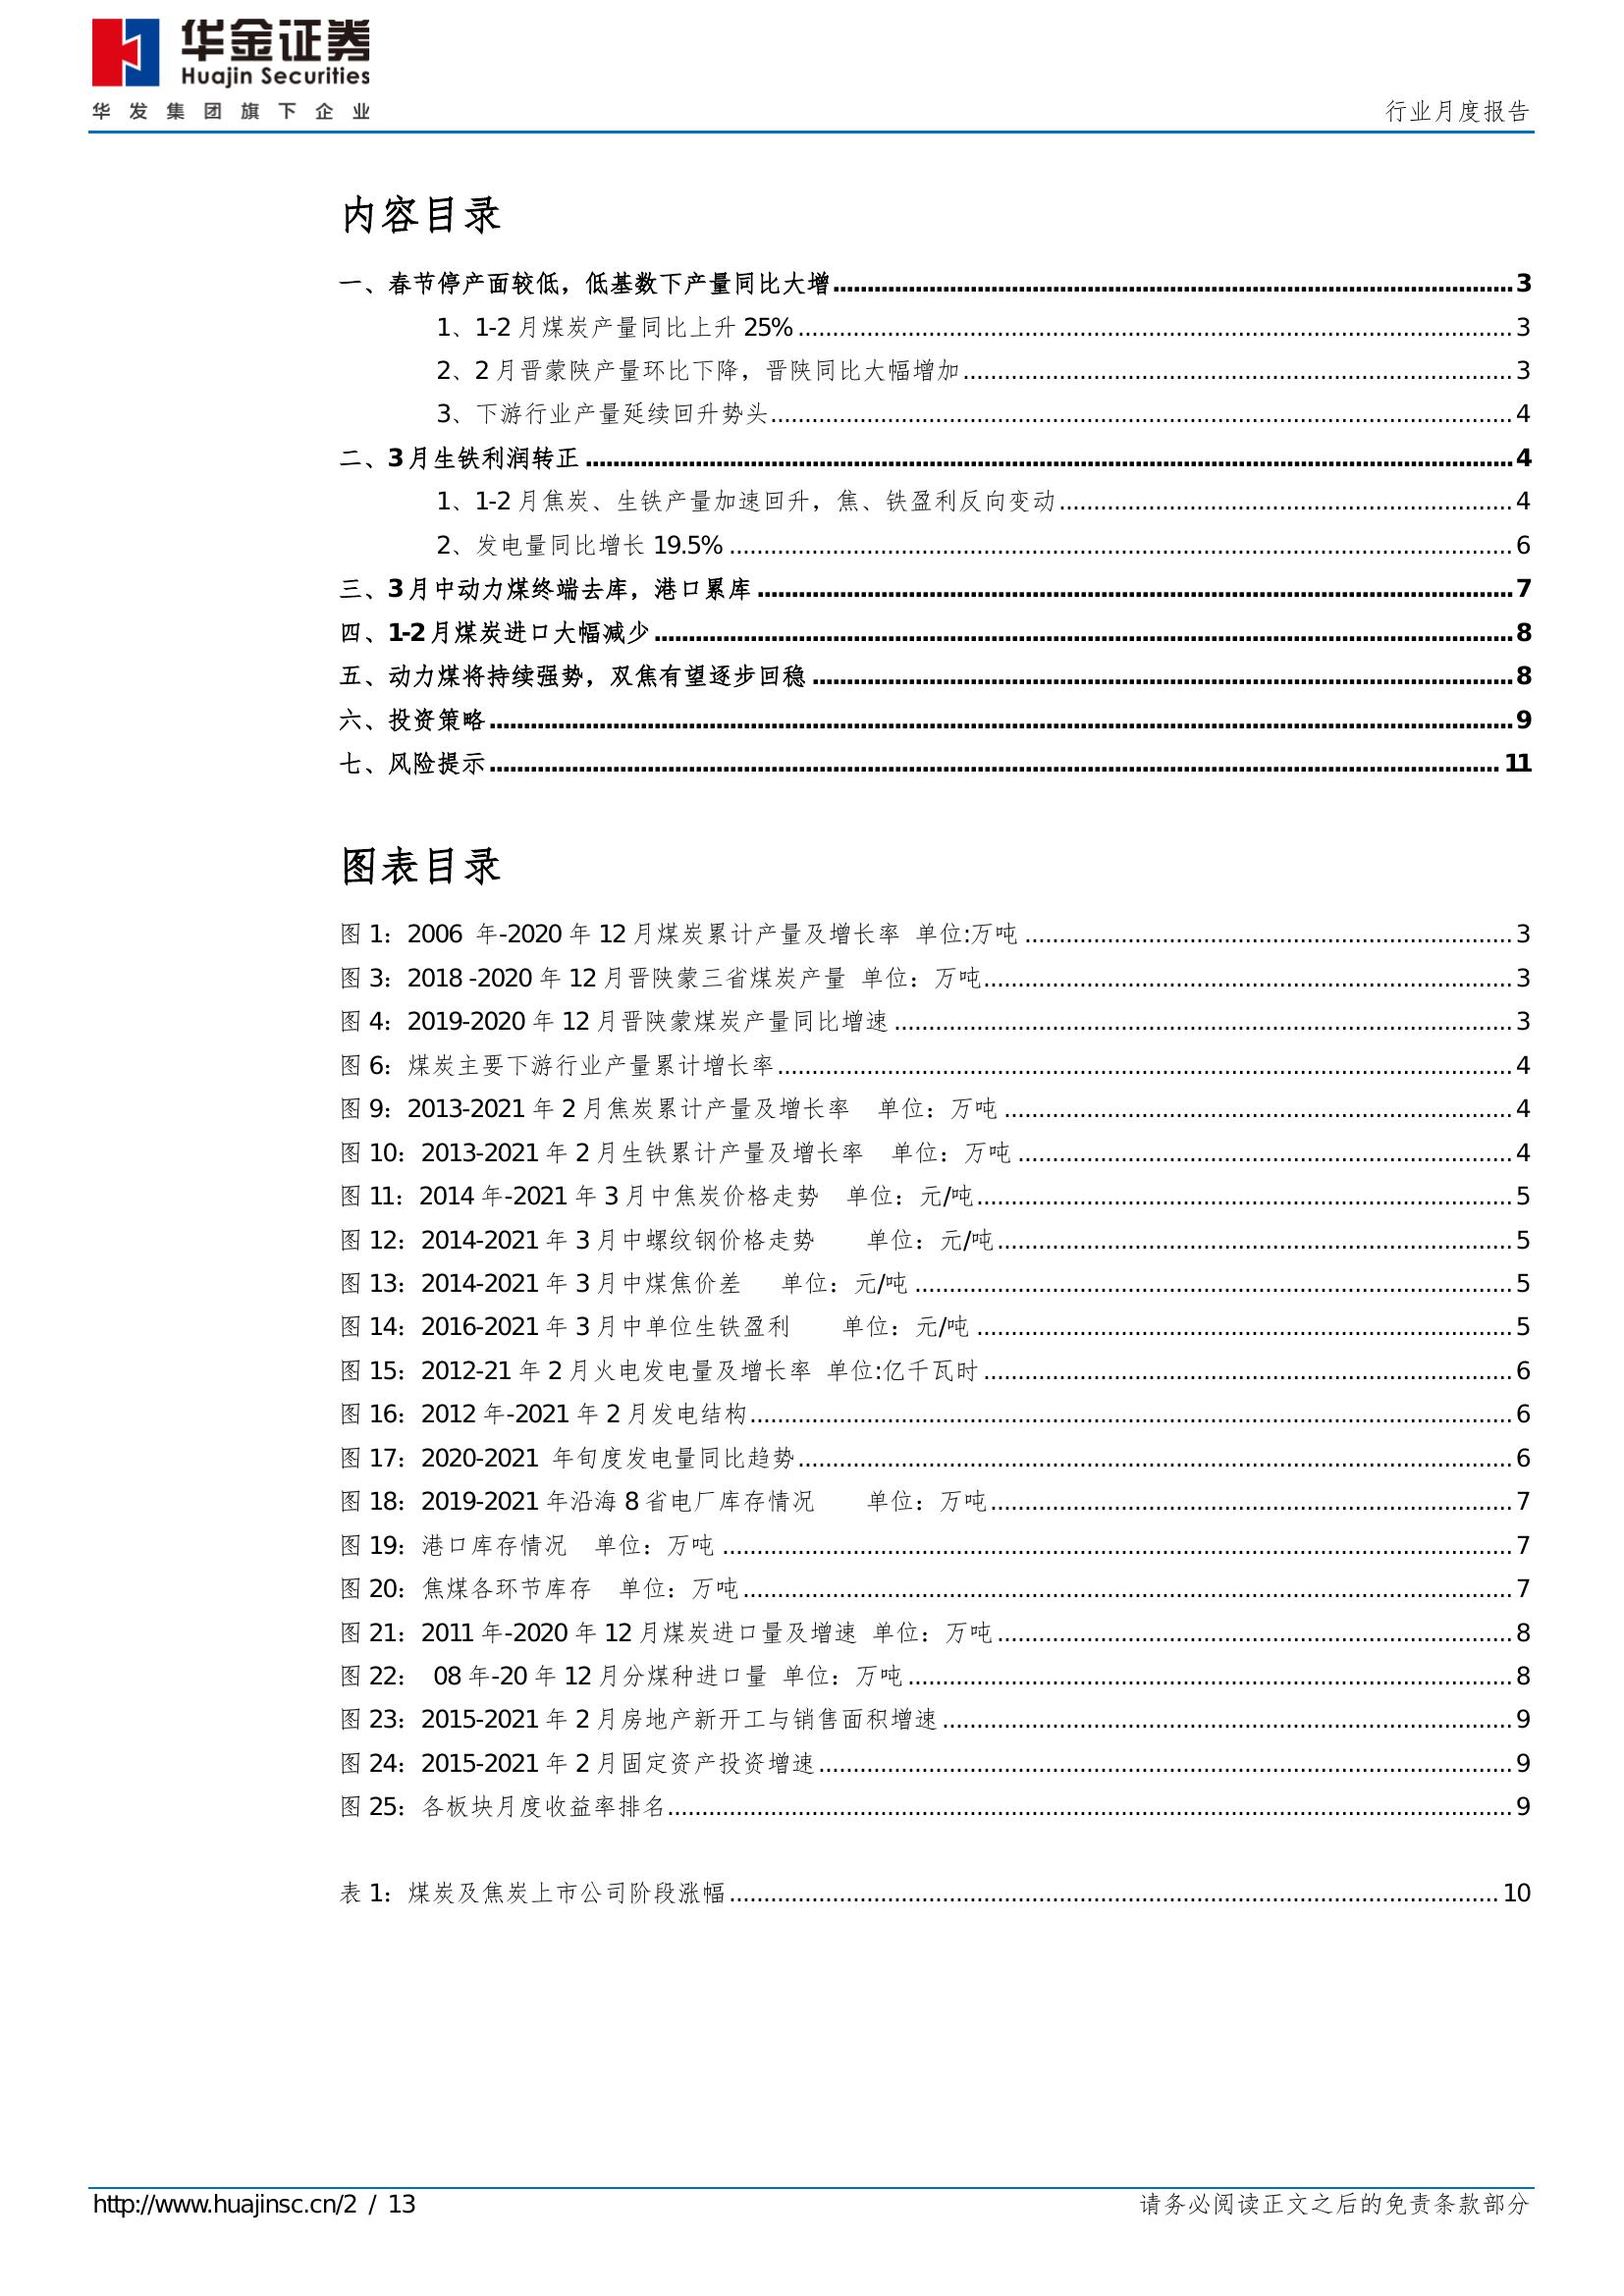 华金证券
Huajin Securities
华发集团旗下企业
行业月度报告
内容目录
一、春节停产面较低，低基数下产量同比大增 3
1、1-2 月煤炭产量同比上升 25% 3
2、2 月晋蒙陕产量环比下降，晋陕同比大幅增加 3
3、下游行业产量延续回升势头 4
二、3 月生铁利润转正 4
1、1-2 月焦炭、生铁产量加速回升，焦、铁盈利反向变动 4
2、发电量同比增长 19.5% 6
三、3 月中动力煤终端去库，港口累库 7
四、1-2 月煤炭进口大幅减少 8
五、动力煤将持续强势，双焦有望逐步回稳 8
六、投资策略 9
七、风险提示 11
图表目录
图 1：2006 年-2020 年 12 月煤炭累计产量及增长率 单位:万吨 3
图 3：2018 -2020 年 12 月晋陕蒙三省煤炭产量 单位：万吨 3
图 4：2019-2020 年 12 月晋陕蒙煤炭产量同比增速 3
图 6：煤炭主要下游行业产量累计增长率 4
图 9：2013-2021 年 2 月焦炭累计产量及增长率 单位：万吨 4
图 10：2013-2021 年 2 月生铁累计产量及增长率 单位：万吨 4
图 11：2014 年-2021 年 3 月中焦炭价格走势 单位：元/吨 5
图 12：2014-2021 年 3 月中螺纹钢价格走势 单位：元/吨 5
图 13：2014-2021 年 3 月中煤焦价差 单位：元/吨 5
图 14：2016-2021 年 3 月中单位生铁盈利 单位：元/吨 5
图 15：2012-21 年 2 月火电发电量及增长率 单位:亿千瓦时 6
图 16：2012 年-2021 年 2 月发电结构 6
图 17：2020-2021 年旬度发电量同比趋势 6
图 18：2019-2021 年沿海 8 省电厂库存情况 单位：万吨 7
图 19：港口库存情况 单位：万吨 7
图 20：焦煤各环节库存 单位：万吨 7
图 21：2011 年-2020 年 12 月煤炭进口量及增速 单位：万吨 8
图 22： 08 年-20 年 12 月分煤种进口量 单位：万吨 8
图 23：2015-2021 年 2 月房地产新开工与销售面积增速 9
图 24：2015-2021 年 2 月固定资产投资增速 9
图 25：各板块月度收益率排名 9
表 1：煤炭及焦炭上市公司阶段涨幅 10
http://www.huajinsc.cn/2 / 13
请务必阅读正文之后的免责条款部分